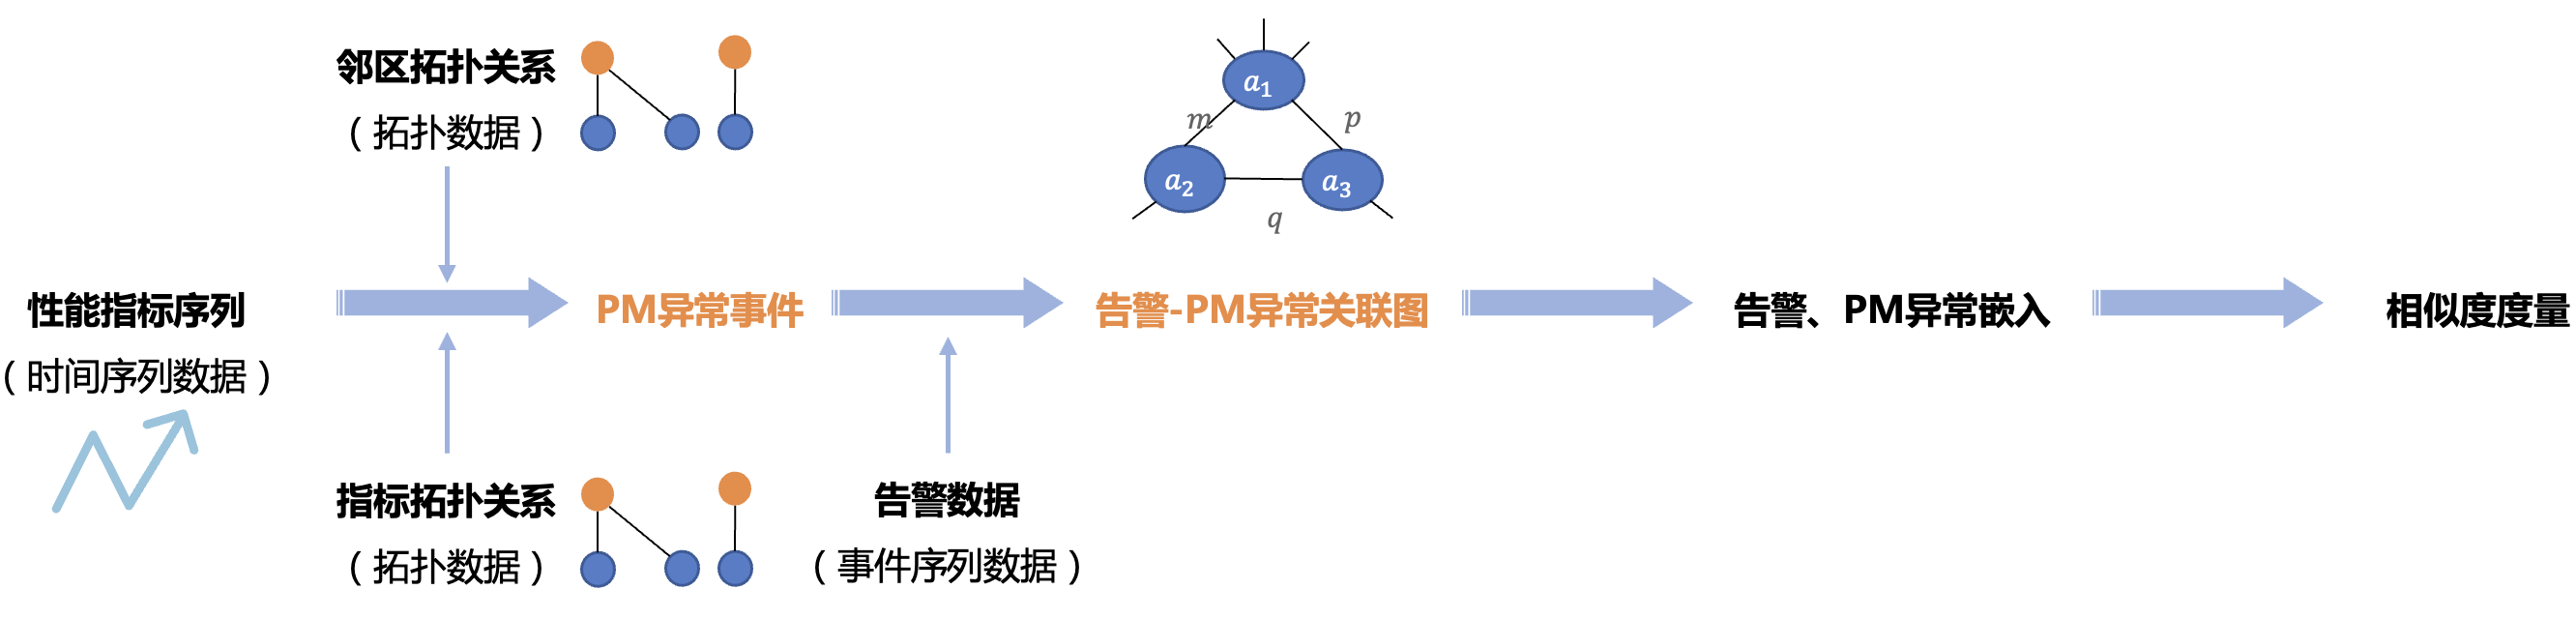 邻区拓扑关系
（拓扑数据）
a₁
m
p
a₂
a₃
q
性能指标序列
（时间序列数据）
PM异常事件
告警-PM异常关联图
告警、PM异常嵌入
相似度度量
指标拓扑关系
（拓扑数据）
告警数据
（事件序列数据）